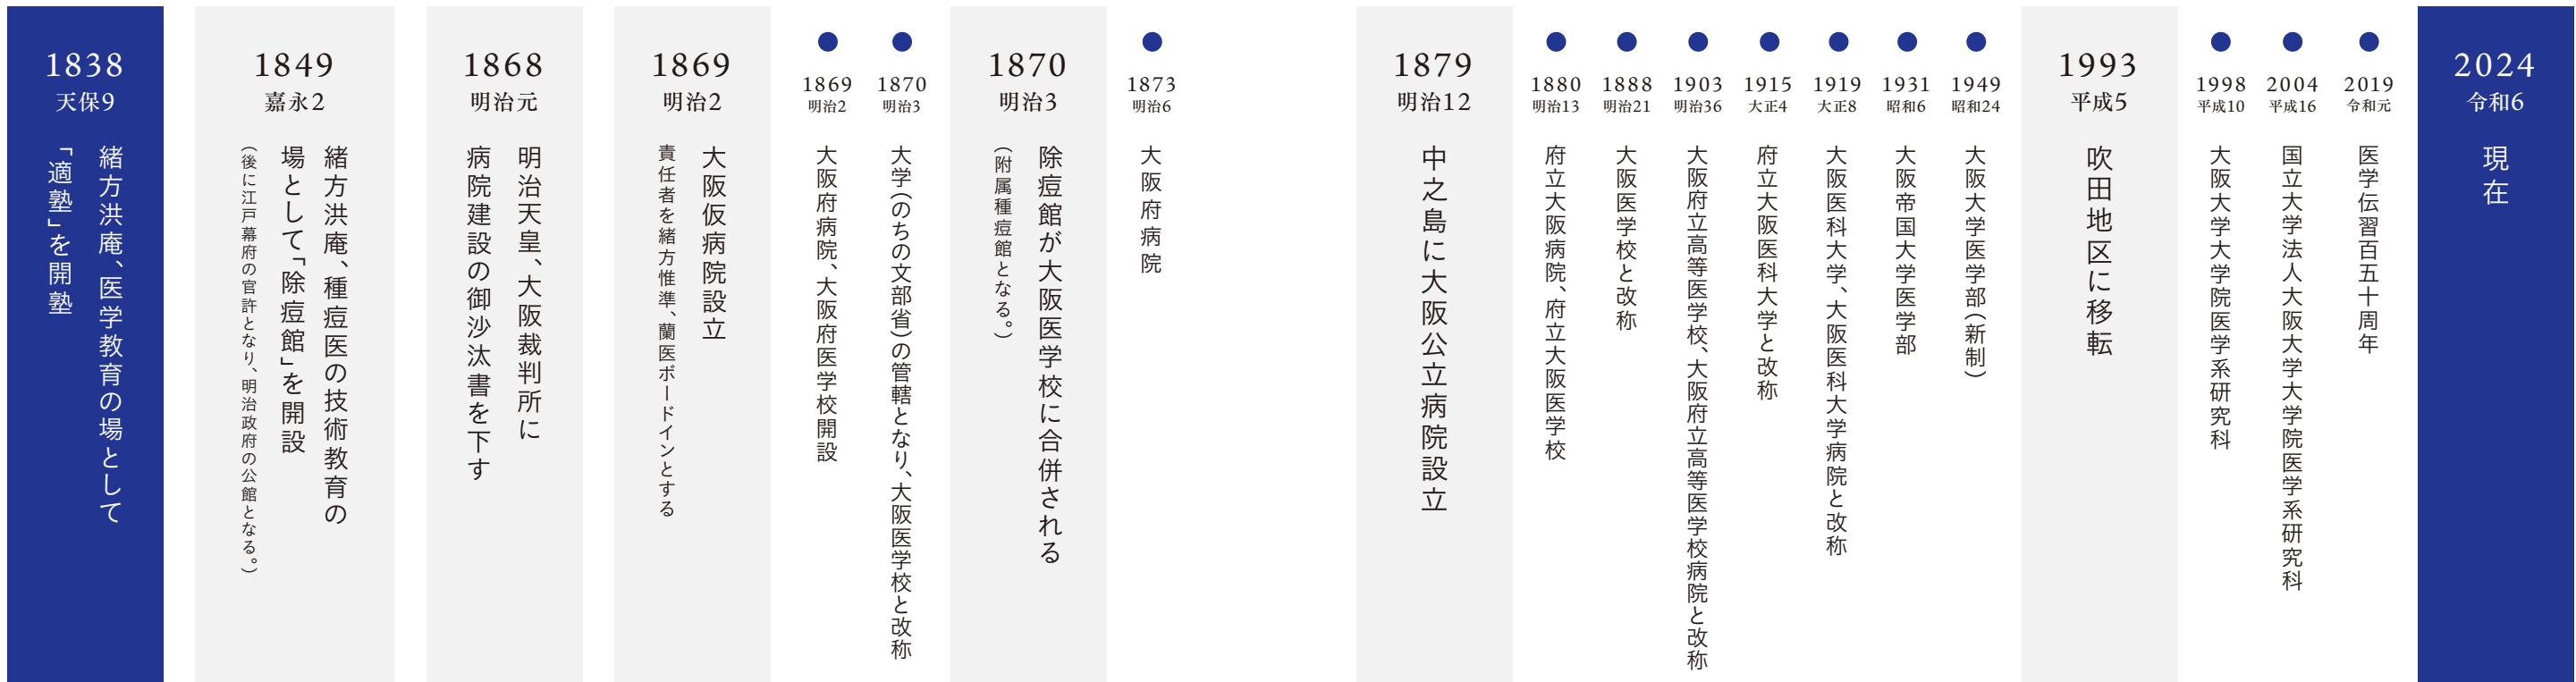 1838
天保9
緒方洪庵、医学教育の場として
「適塾」を開塾
1849
嘉永2
緒方洪庵、種痘医の技術教育の
場として「除痘館」を開設
（後に江戸幕府の官許となり、明治政府の公館となる。）
1868
明治元
明治天皇、大阪裁判所に
病院建設の御沙汰書を下す
1869
明治2
大阪仮病院設立
責任者を緒方惟準、蘭医ボードインとする
1869
明治2
大阪府病院、大阪府医学校開設
1870
明治3
大学（のちの文部省）の管轄となり、大阪医学校と改称
1870
明治3
除痘館が大阪医学校に合併される
（附属種痘館となる。）
1873
明治6
大阪府病院
1879
明治12
中之島に大阪公立病院設立
1880
明治13
府立大阪病院、府立大阪医学校
1888
明治21
大阪医学校と改称
1903
明治36
大阪府立高等医学校、大阪府立高等医学校病院と改称
1915
大正4
府立大阪医科大学と改称
1919
大正8
大阪医科大学、大阪医科大学病院と改称
1931
昭和6
大阪帝国大学医学部
1949
昭和24
大阪大学医学部（新制）
1993
平成5
吹田地区に移転
1998
平成10
大阪大学大学院医学系研究科
2004
平成16
国立大学法人大阪大学大学院医学系研究科
2019
令和元
医学伝習百五十周年
2024
令和6
現在